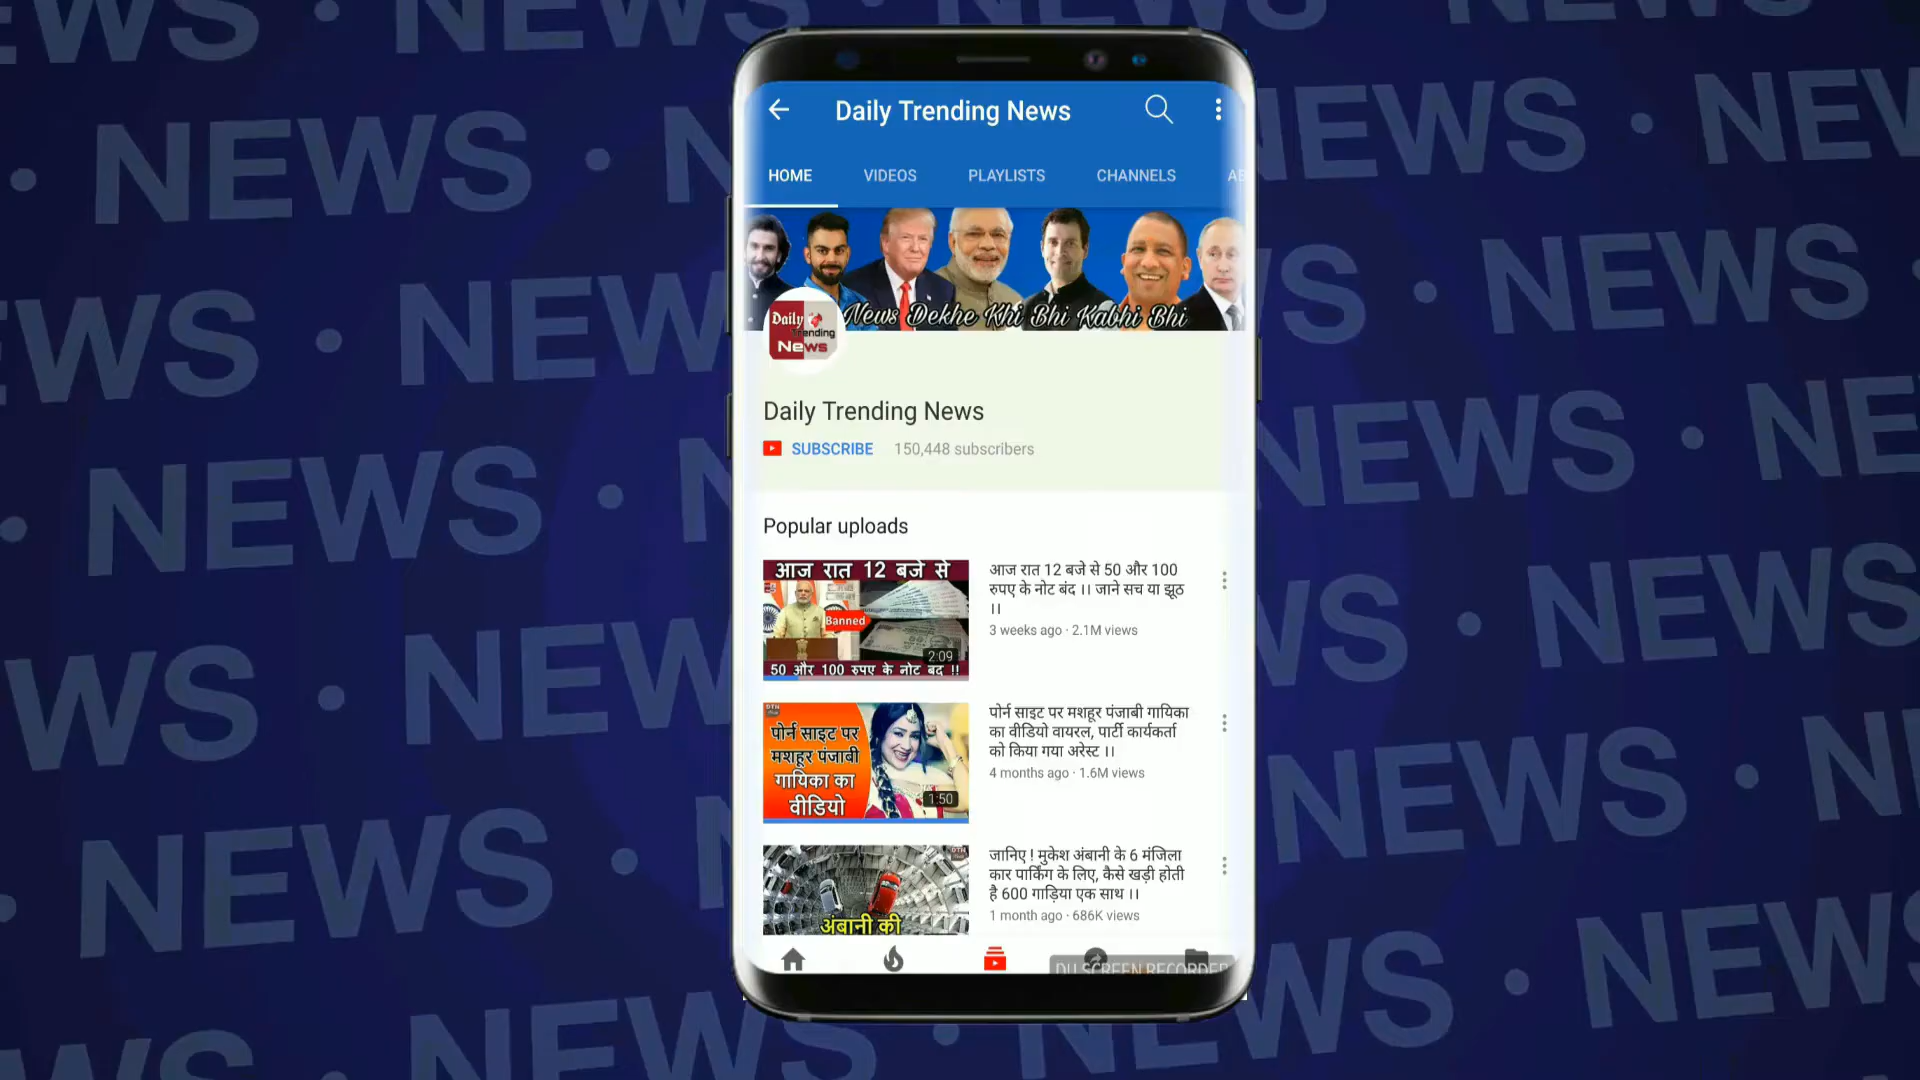 NEWS
Daily Trending News
HOME
VIDEOS
PLAYLISTS
CHANNELS
News Dekhe Khi Bhi Kabhi Bhi
Daily
Trending
News
Daily Trending News
SUBSCRIBE 150,448 subscribers
Popular uploads
आज रात 12 बजे से
Banned
2:09
50 और 100 रुपए के नोट बंद !!
आज रात 12 बजे से 50 और 100
रुपए के नोट बंद ।। जाने सच या झूठ
।।
3 weeks ago · 2.1M views
DTN
पोर्न साइट पर
मशहूर पंजाबी
गायिका का
वीडियो
1:50
पोर्न साइट पर मशहूर पंजाबी गायिका
का वीडियो वायरल, पार्टी कार्यकर्ता
को किया गया अरेस्ट ।।
4 months ago · 1.6M views
DTN
अंबानी की
जानिए ! मुकेश अंबानी के 6 मंजिला
कार पार्किंग के लिए, कैसे खड़ी होती
है 600 गाड़िया एक साथ ।।
1 month ago · 686K views
DU SCREEN RECORDER